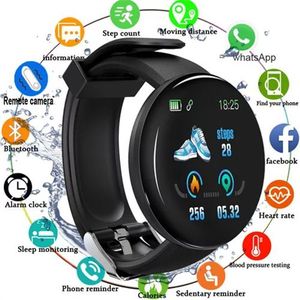 Step count
Moving distance
information
whatsAPP
Remote camera
18:25
Find your phone
steps
28
Bluetooth
Facebook
Alarm clock
Heart rate
256
05.32
Sleep monitoring
Blood pressure testing
Phone reminder
Sedentary reminder
Calories